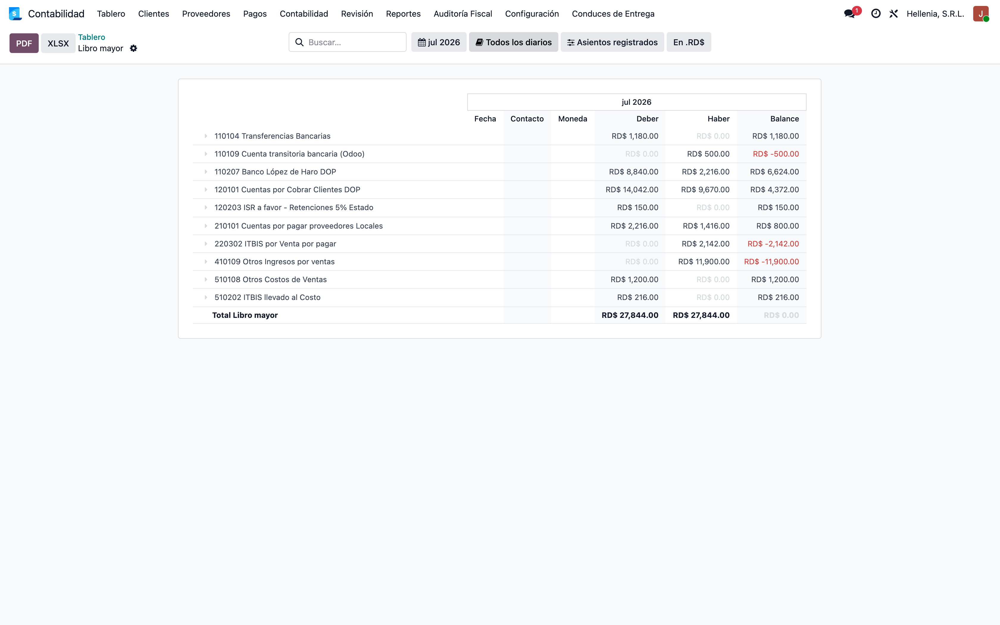 Contabilidad Tablero Clientes Proveedores Pagos Contabilidad Revisión Reportes Auditoría Fiscal Configuración Conduces de Entrega 1 Hellenia, S.R.L. J
PDF XLSX Tablero
Libro mayor
Buscar... jul 2026 Todos los diarios Asientos registrados En .RD$
jul 2026
Fecha Contacto Moneda Deber Haber Balance
110104 Transferencias Bancarias RD$ 1,180.00 RD$ 0.00 RD$ 1,180.00
110109 Cuenta transitoria bancaria (Odoo) RD$ 0.00 RD$ 500.00 RD$ -500.00
110207 Banco López de Haro DOP RD$ 8,840.00 RD$ 2,216.00 RD$ 6,624.00
120101 Cuentas por Cobrar Clientes DOP RD$ 14,042.00 RD$ 9,670.00 RD$ 4,372.00
120203 ISR a favor - Retenciones 5% Estado RD$ 150.00 RD$ 0.00 RD$ 150.00
210101 Cuentas por pagar proveedores Locales RD$ 2,216.00 RD$ 1,416.00 RD$ 800.00
220302 ITBIS por Venta por pagar RD$ 0.00 RD$ 2,142.00 RD$ -2,142.00
410109 Otros Ingresos por ventas RD$ 0.00 RD$ 11,900.00 RD$ -11,900.00
510108 Otros Costos de Ventas RD$ 1,200.00 RD$ 0.00 RD$ 1,200.00
510202 ITBIS llevado al Costo RD$ 216.00 RD$ 0.00 RD$ 216.00
Total Libro mayor RD$ 27,844.00 RD$ 27,844.00 RD$ 0.00